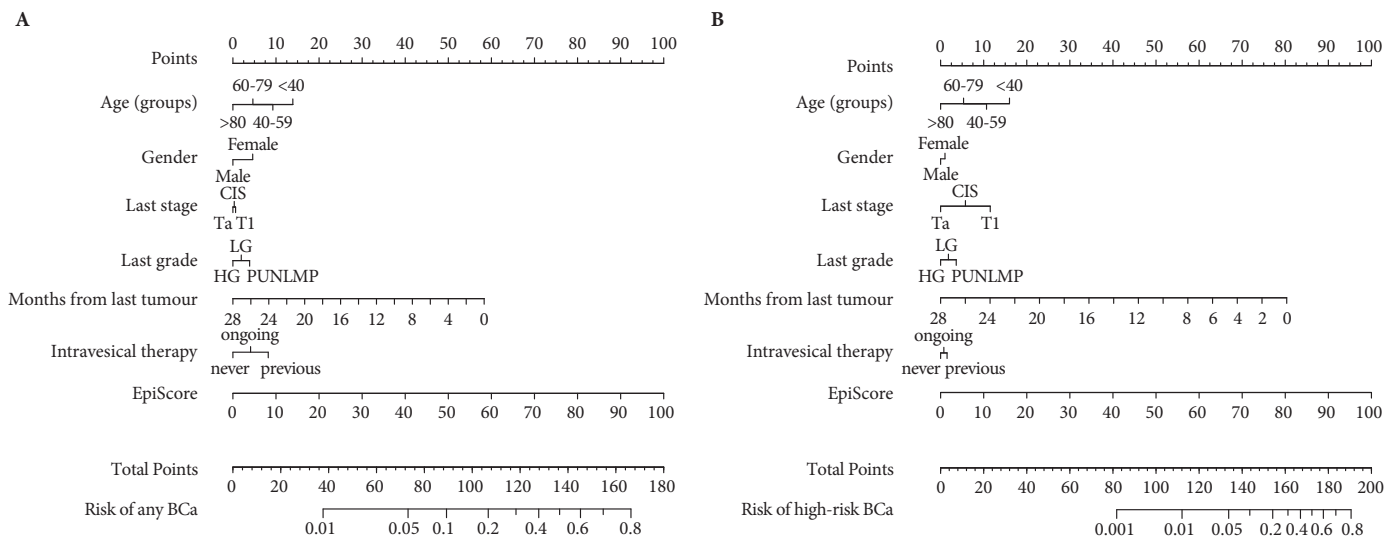 A
Points
0 10 20 30 40 50 60 70 80 90 100
60-79 <40
Age (groups)
>80 40-59
Female
Gender
Male
CIS
Last stage
Ta T1
LG
Last grade
HG PUNLMP
Months from last tumour
28 24 20 16 12 8 4 0
ongoing
Intravesical therapy
never previous
EpiScore
0 10 20 30 40 50 60 70 80 90 100
Total Points
0 20 40 60 80 100 120 140 160 180
Risk of any BCa
0.01 0.05 0.1 0.2 0.4 0.6 0.8
B
0 10 20 30 40 50 60 70 80 90 100
Points
60-79 <40
Age (groups)
>80 40-59
Female
Gender
Male
CIS
Last stage
Ta T1
LG
Last grade
HG PUNLMP
Months from last tumour
28 24 20 16 12 8 6 4 2 0
ongoing
Intravesical therapy
never previous
EpiScore
0 10 20 30 40 50 60 70 80 90 100
Total Points
0 20 40 60 80 100 120 140 160 180 200
Risk of high-risk BCa
0.001 0.01 0.05 0.2 0.4 0.6 0.8